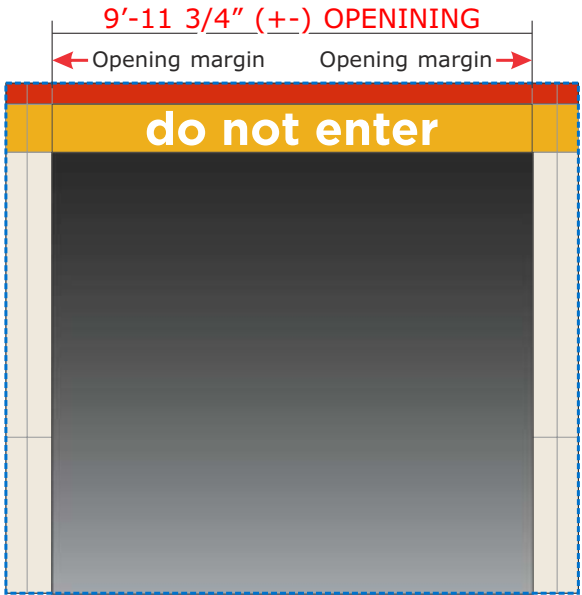 9’-11 3/4” (+-) OPENINING
Opening margin Opening margin
do not enter